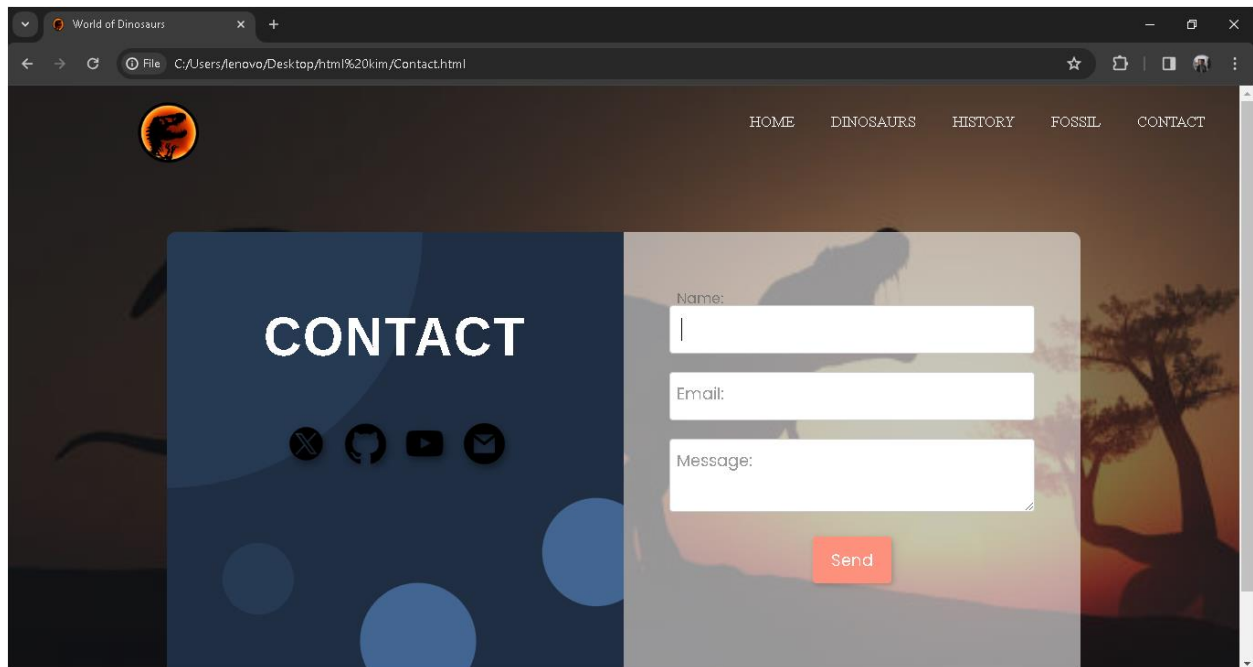 World of Dinosaurs
File C:/Users/lenovo/Desktop/html%20kim/Contact.html
HOME DINOSAURS HISTORY FOSSIL CONTACT
CONTACT
Name:
Email:
Message:
Send